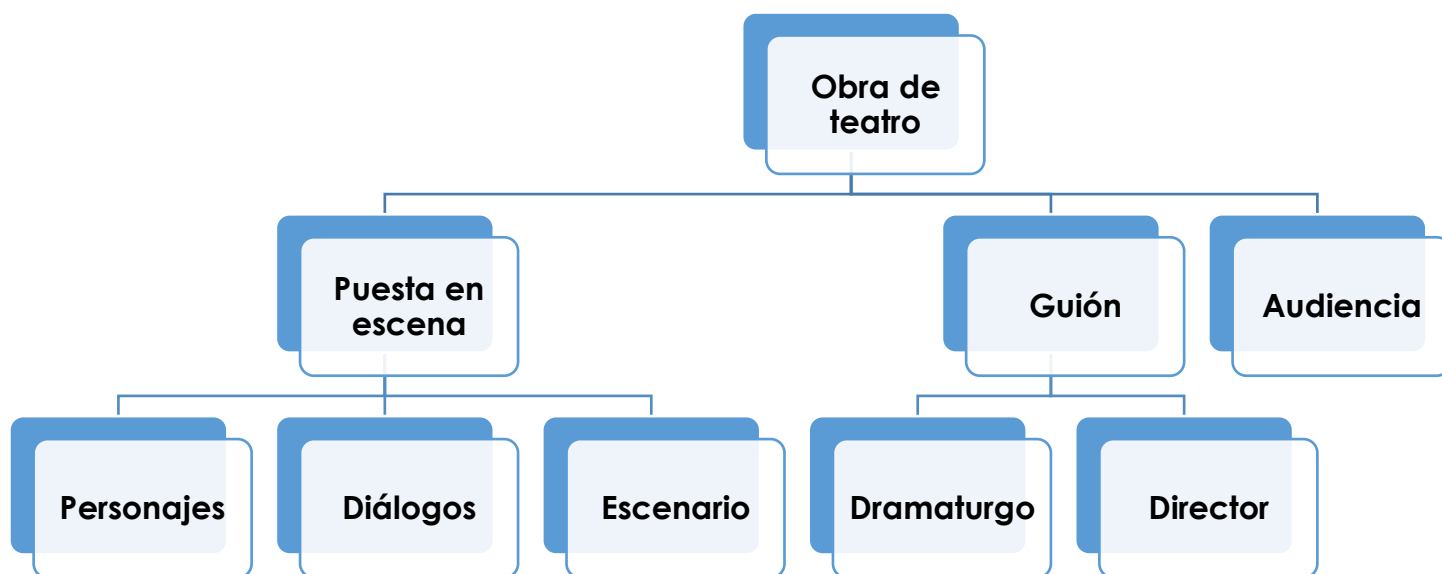 Obra de
teatro
Puesta en
escena
Guión
Audiencia
Personajes
Diálogos
Escenario
Dramaturgo
Director